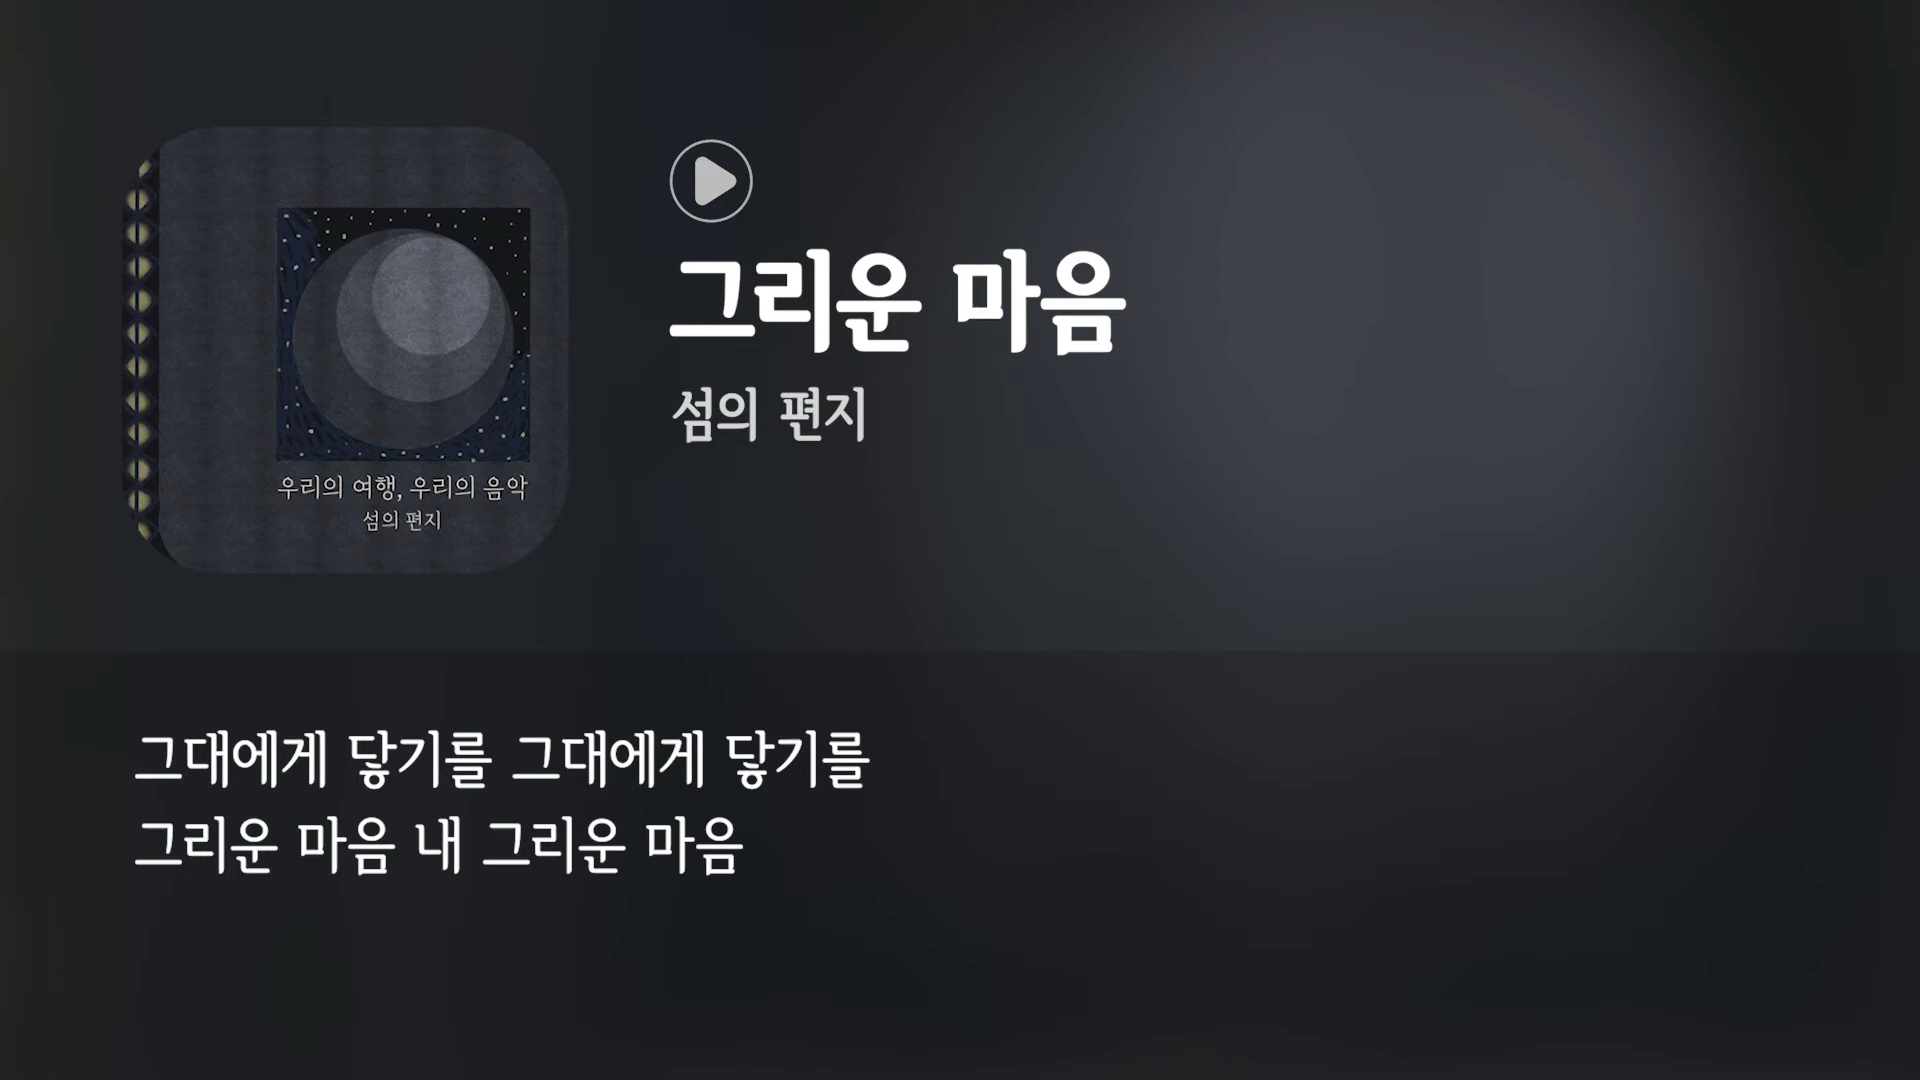 그리운 마음
섬의 편지
우리의 여행, 우리의 음악
섬의 편지
그대에게 닿기를 그대에게 닿기를
그리운 마음 내 그리운 마음